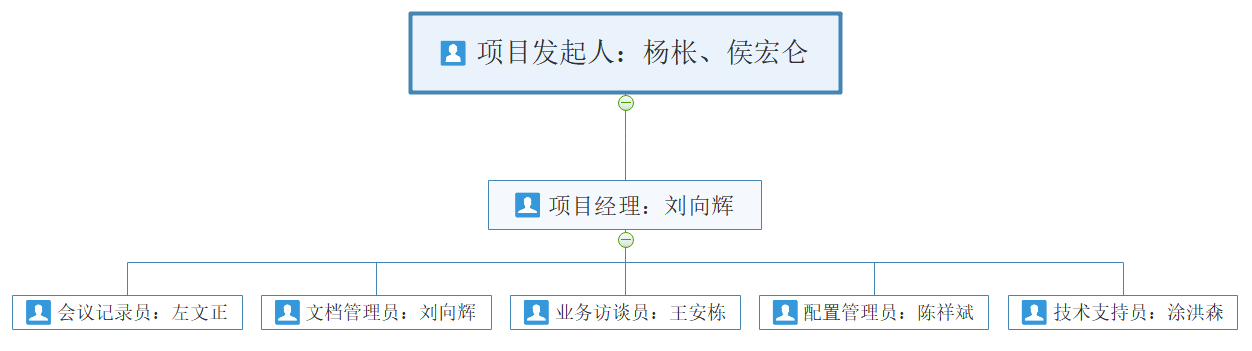 项目发起人：杨枨、侯宏仑
项目经理：刘向辉
会议记录员：左文正
文档管理员：刘向辉
业务访谈员：王安栋
配置管理员：陈祥斌
技术支持员：涂洪森